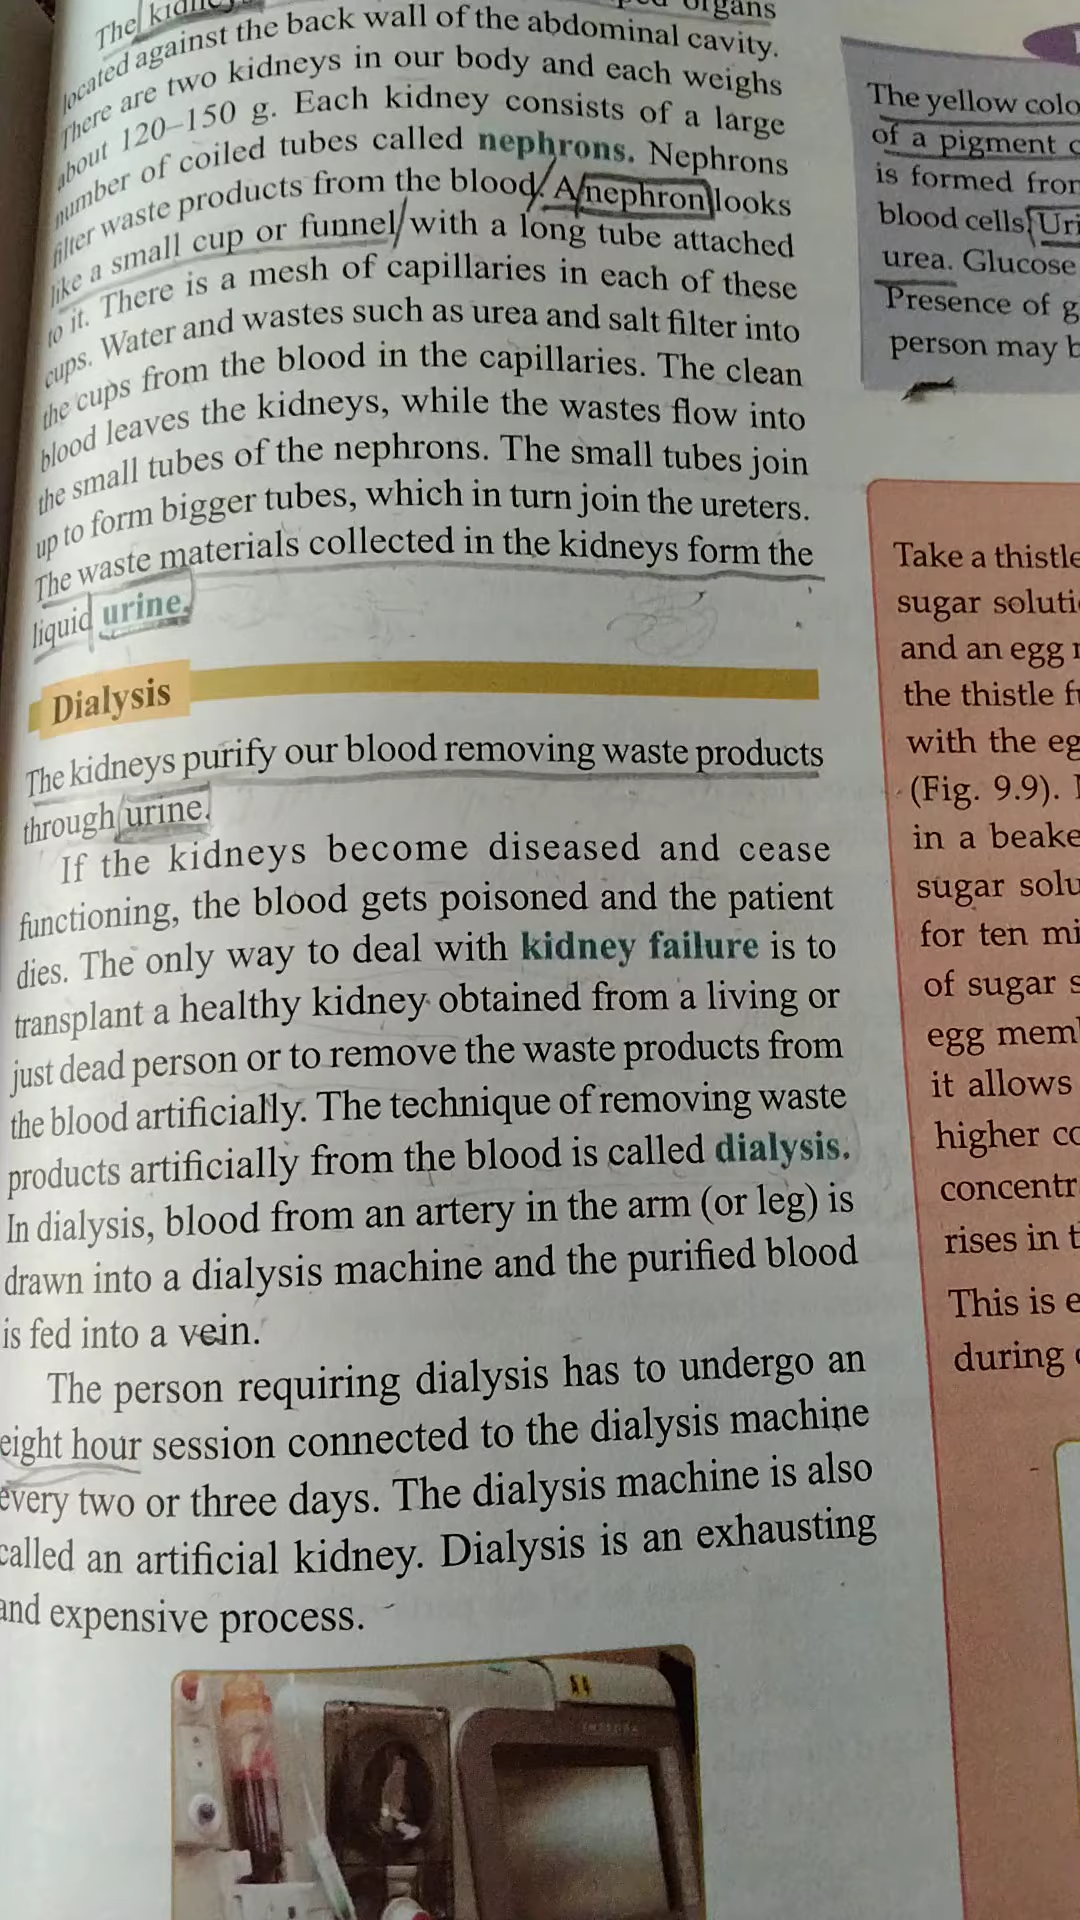 The kidneys organs
located against the back wall of the abdominal cavity.
There are two kidneys in our body and each weighs
about 120–150 g. Each kidney consists of a large
number of coiled tubes called nephrons. Nephrons
filter waste products from the blood. A nephron looks
like a small cup or funnel with a long tube attached
to it. There is a mesh of capillaries in each of these
cups. Water and wastes such as urea and salt filter into
the cups from the blood in the capillaries. The clean
blood leaves the kidneys, while the wastes flow into
the small tubes of the nephrons. The small tubes join
up to form bigger tubes, which in turn join the ureters.
The waste materials collected in the kidneys form the
liquid urine.
Dialysis
The kidneys purify our blood removing waste products
through urine.
If the kidneys become diseased and cease
functioning, the blood gets poisoned and the patient
dies. The only way to deal with kidney failure is to
transplant a healthy kidney obtained from a living or
just dead person or to remove the waste products from
the blood artificially. The technique of removing waste
products artificially from the blood is called dialysis.
In dialysis, blood from an artery in the arm (or leg) is
drawn into a dialysis machine and the purified blood
is fed into a vein.
The person requiring dialysis has to undergo an
eight hour session connected to the dialysis machine
every two or three days. The dialysis machine is also
called an artificial kidney. Dialysis is an exhausting
and expensive process.
The yellow colo
of a pigment
is formed from
blood cells. Uri
urea. Glucose
Presence of g
person may b
Take a thistle
sugar soluti
and an egg
the thistle fu
with the eg
(Fig. 9.9).
in a beake
sugar solu
for ten mi
of sugar s
egg mem
it allows
higher co
concentr
rises in t
This is e
during